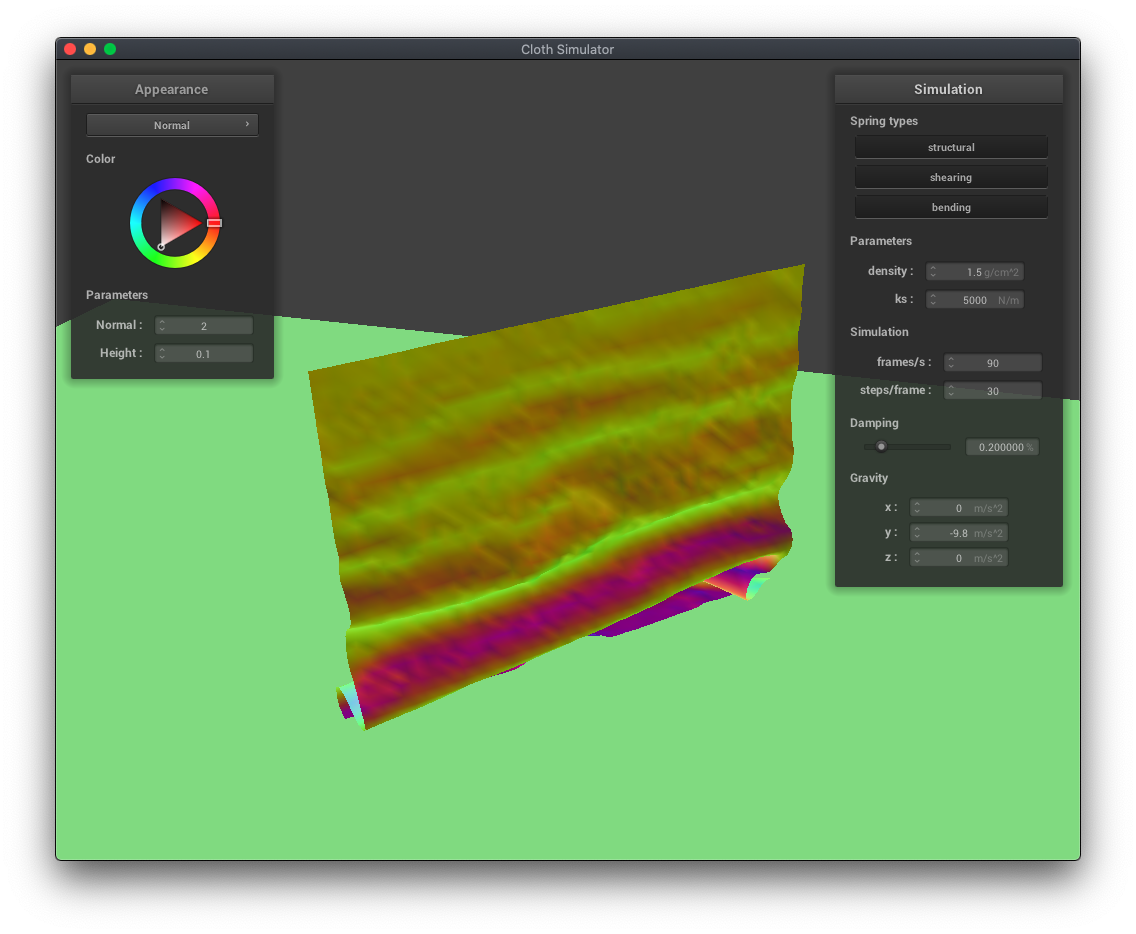 Cloth Simulator
Appearance
Normal
Color
Parameters
Normal : 2
Height : 0.1
Simulation
Spring types
structural
shearing
bending
Parameters
density : 1.5 g/cm^2
ks : 5000 N/m
Simulation
frames/s : 90
steps/frame : 30
Damping
0.200000 %
Gravity
x : 0 m/s^2
y : -9.8 m/s^2
z : 0 m/s^2